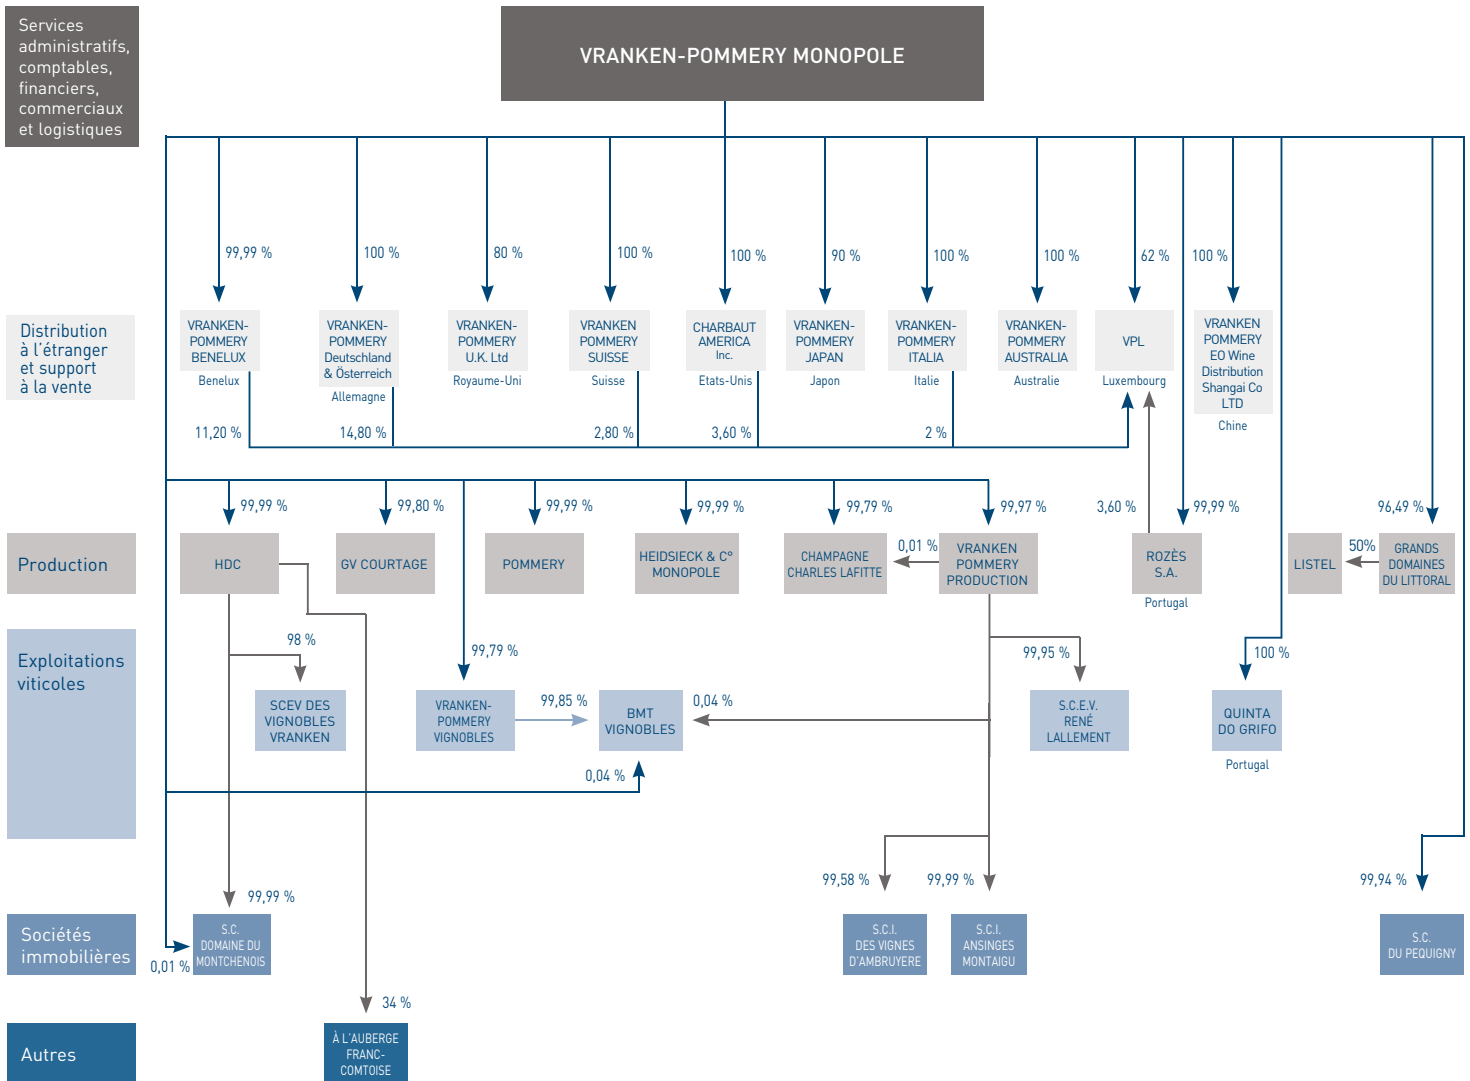 Services
administratifs,
comptables,
financiers,
commerciaux
et logistiques
VRANKEN-POMMERY MONOPOLE
99,99 %
100 %
80 %
100 %
100 %
90 %
100 %
100 %
62 %
100 %
Distribution
à l'étranger
et support
à la vente
VRANKEN-
POMMERY
BENELUX
Benelux
VRANKEN-
POMMERY
Deutschland
& Österreich
Allemagne
VRANKEN-
POMMERY
U.K. Ltd
Royaume-Uni
VRANKEN
POMMERY
SUISSE
Suisse
CHARBAUT
AMERICA
Inc.
Etats-Unis
VRANKEN-
POMMERY
JAPAN
Japon
VRANKEN-
POMMERY
ITALIA
Italie
VRANKEN-
POMMERY
AUSTRALIA
Australie
VPL
Luxembourg
VRANKEN
POMMERY
EO Wine
Distribution
Shangai Co
LTD
Chine
11,20 %
14,80 %
2,80 %
3,60 %
2 %
99,99 %
99,80 %
99,99 %
99,99 %
99,79 %
99,97 %
3,60 %
99,99 %
96,49 %
Production
HDC
GV COURTAGE
POMMERY
HEIDSIECK & C°
MONOPOLE
CHAMPAGNE
CHARLES LAFITTE
0,01 %
VRANKEN
POMMERY
PRODUCTION
ROZÈS
S.A.
Portugal
LISTEL
50%
GRANDS
DOMAINES
DU LITTORAL
Exploitations
viticoles
98 %
99,79 %
99,95 %
100 %
SCEV DES
VIGNOBLES
VRANKEN
VRANKEN-
POMMERY
VIGNOBLES
99,85 %
BMT
VIGNOBLES
0,04 %
S.C.E.V.
RENÉ
LALLEMENT
QUINTA
DO GRIFO
Portugal
0,04 %
99,99 %
99,58 %
99,99 %
99,94 %
Sociétés
immobilières
0,01 %
S.C.
DOMAINE DU
MONTCHENOIS
S.C.I.
DES VIGNES
D'AMBRUYERE
S.C.I.
ANSINGES
MONTAIGU
S.C.
DU PEQUIGNY
34 %
Autres
À L'AUBERGE
FRANC-
COMTOISE